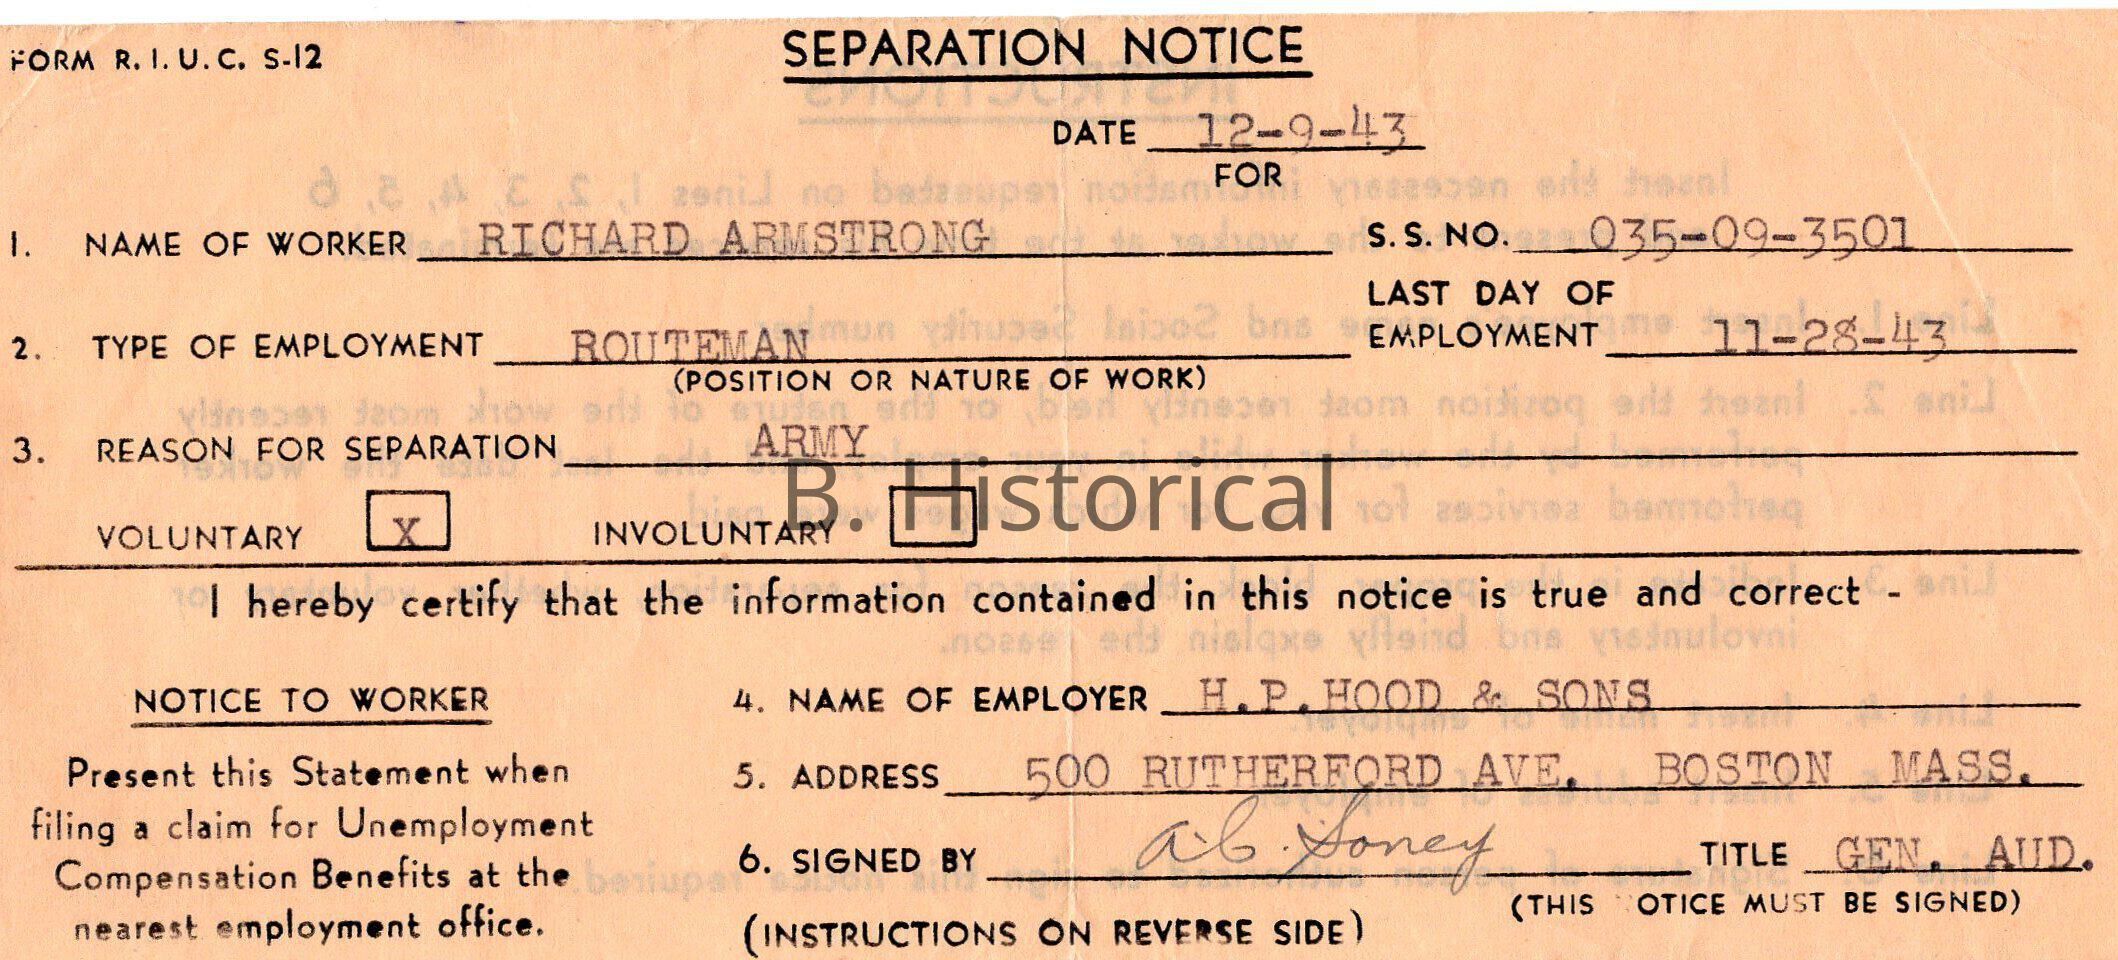 FORM R. I. U. C. S-12
SEPARATION NOTICE
DATE 12-9-43
FOR
1. NAME OF WORKER RICHARD ARMSTRONG S. S. NO. 035-09-3501
2. TYPE OF EMPLOYMENT ROUTEMAN LAST DAY OF EMPLOYMENT 11-28-43
(POSITION OR NATURE OF WORK)
3. REASON FOR SEPARATION ARMY
B. Historical
VOLUNTARY X INVOLUNTARY
I hereby certify that the information contained in this notice is true and correct -
NOTICE TO WORKER
Present this Statement when
filing a claim for Unemployment
Compensation Benefits at the
nearest employment office.
4. NAME OF EMPLOYER H.P.HOOD & SONS
5. ADDRESS 500 RUTHERFORD AVE. BOSTON MASS.
6. SIGNED BY TITLE GEN. AUD.
(THIS OTICE MUST BE SIGNED)
(INSTRUCTIONS ON REVERSE SIDE)